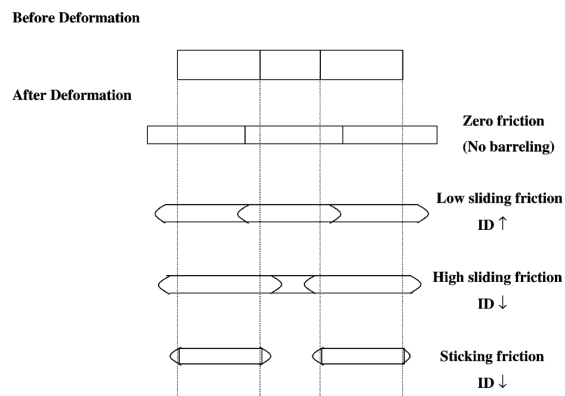 Before Deformation
After Deformation
Zero friction
(No barreling)
Low sliding friction
ID ↑
High sliding friction
ID ↓
Sticking friction
ID ↓